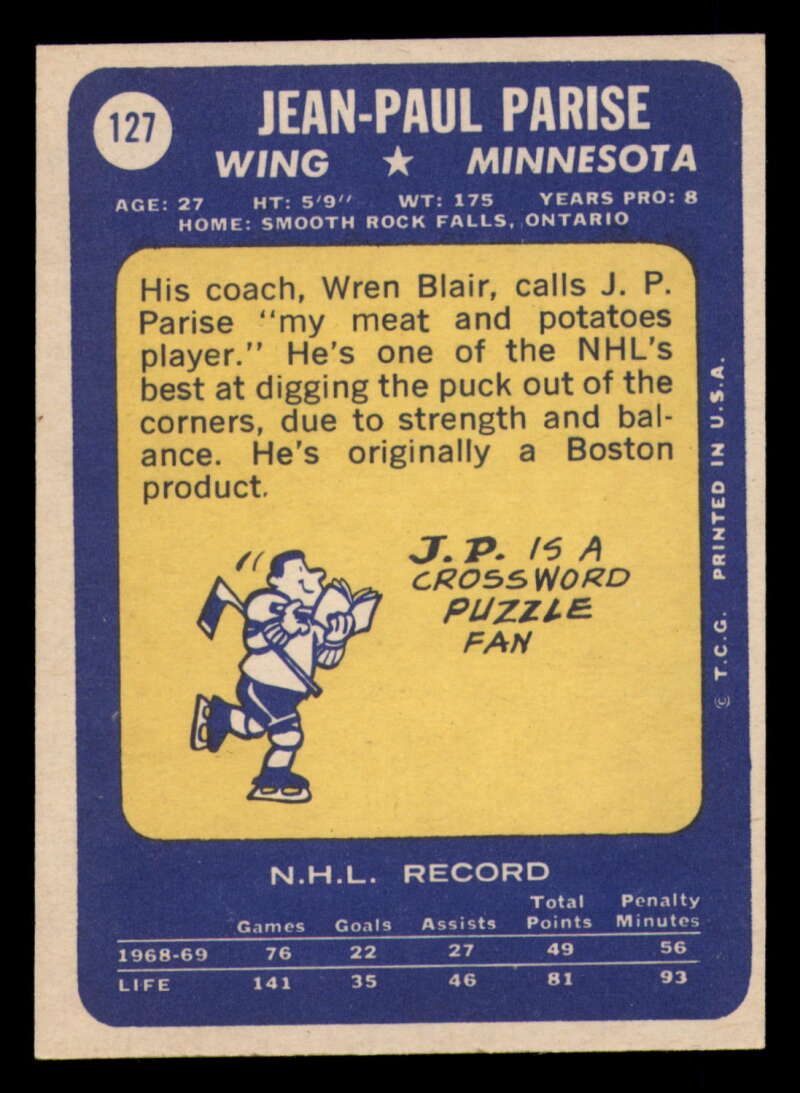 127
JEAN-PAUL PARISE
WING ★ MINNESOTA
AGE: 27 HT: 5'9" WT: 175 YEARS PRO: 8
HOME: SMOOTH ROCK FALLS, ONTARIO
His coach, Wren Blair, calls J. P.
Parise "my meat and potatoes
player." He's one of the NHL's
best at digging the puck out of the
corners, due to strength and bal-
ance. He's originally a Boston
product.
J.P. IS A
CROSSWORD
PUZZLE
FAN
© T.C.G. PRINTED IN U.S.A.
N.H.L. RECORD
Games Goals Assists Total Points Penalty Minutes
1968-69 76 22 27 49 56
LIFE 141 35 46 81 93